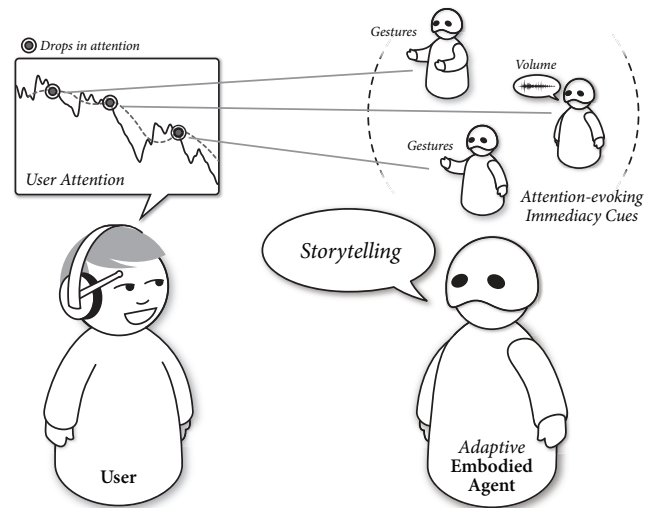 Drops in attention
Gestures
Volume
Gestures
User Attention
Attention-evoking
Immediacy Cues
Storytelling
User
Adaptive
Embodied
Agent